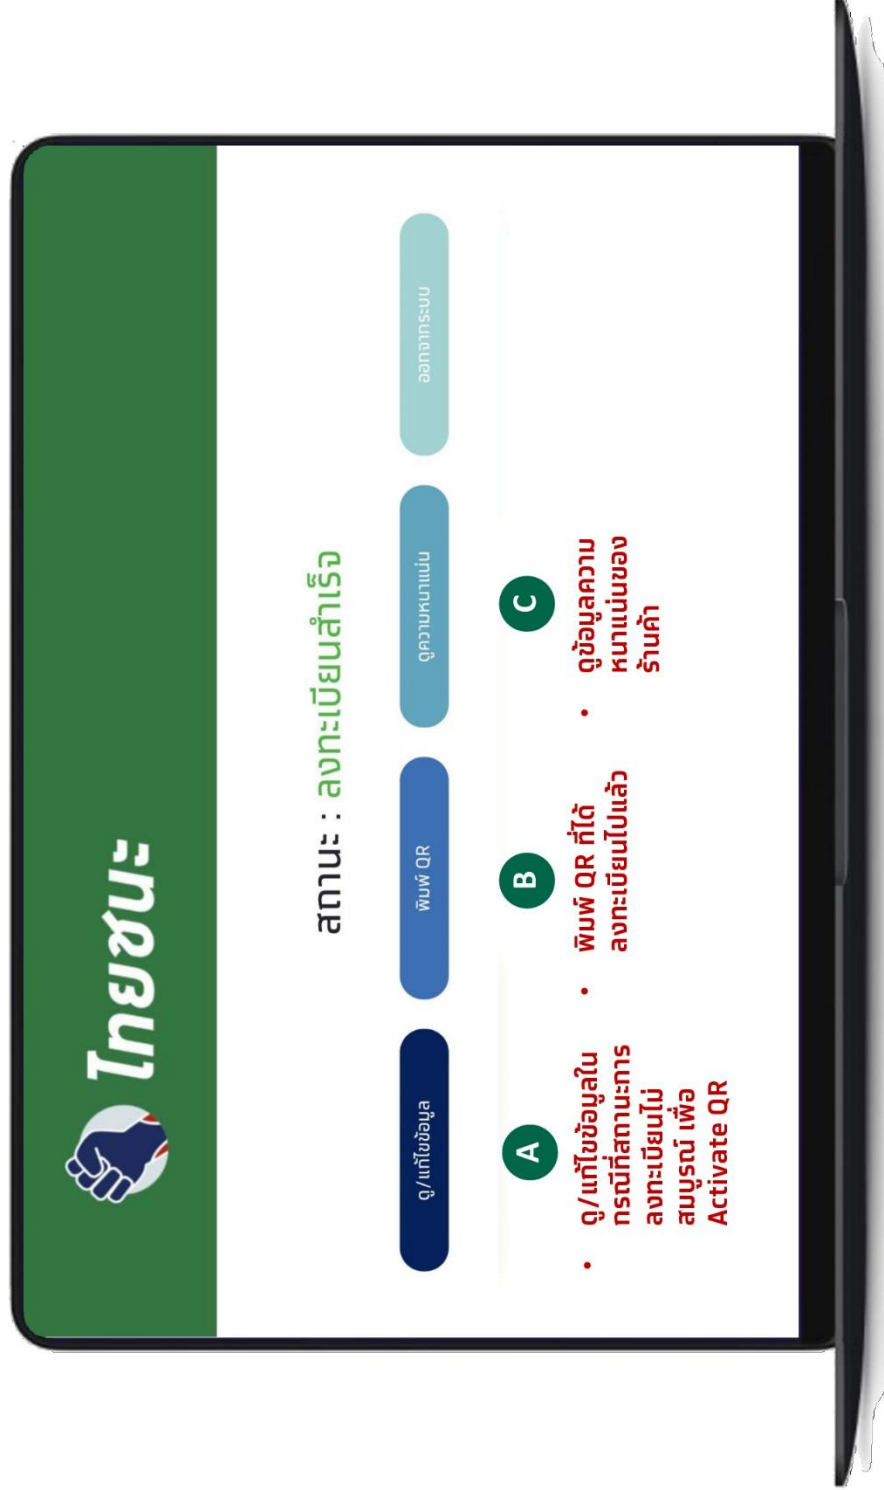 ไทยชนะ
สถานะ : ลงทะเบียนสำเร็จ
ดู/แก้ไขข้อมูล
พิมพ์ QR
ดูความหนาแน่น
ออกจากระบบ
A
• ดู/แก้ไขข้อมูลใน
กรณีที่สถานะการ
ลงทะเบียนไม่
สมบูรณ์ เพื่อ
Activate QR
B
• พิมพ์ QR ที่ได้
ลงทะเบียนไปแล้ว
C
• ดูข้อมูลความ
หนาแน่นของ
ร้านค้า